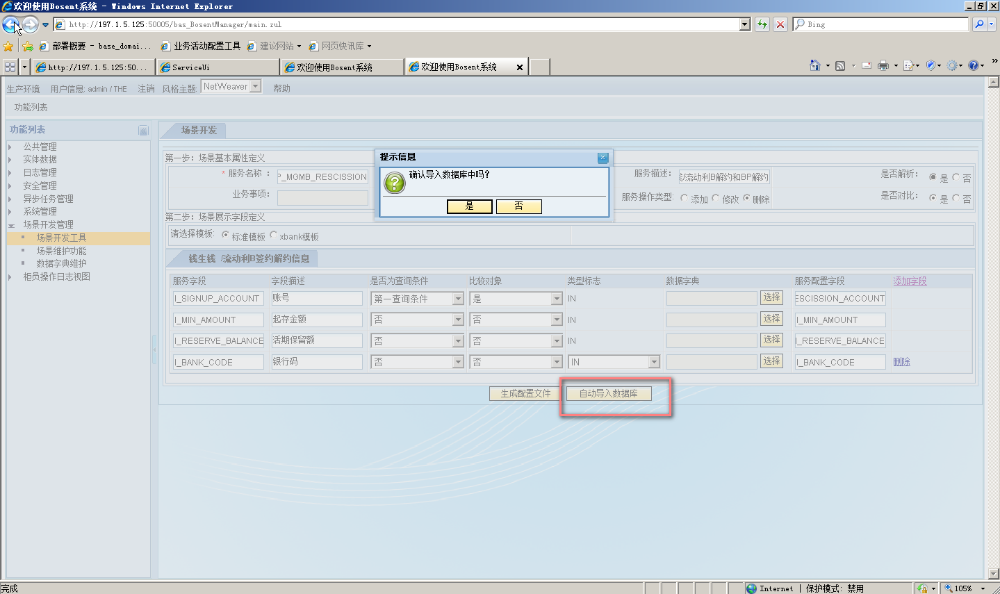 欢迎使用Bosent系统 - Windows Internet Explorer
http://197.1.5.125:50005/bas_BosentManager/main.zul
Bing
部署概要 - base_domai...
业务活动配置工具
建议网站
网页快讯库
http://197.1.5.125:50...
ServiceUi
欢迎使用Bosent系统
欢迎使用Bosent系统
生产环境 用户信息: admin / THE 注销 风格主题: NetWeaver 帮助
功能列表
功能列表
公共管理
实体数据
日志管理
安全管理
异步任务管理
系统管理
场景开发管理
场景开发工具
场景维护功能
数据字典维护
柜员操作日志视图
场景开发
第一步: 场景基本属性定义
* 服务名称 : P_MGMB_RESCISSION
服务描述: 流动利B解约和BP解约
是否解析: 是 否
业务事项:
服务操作类型: 添加 修改 删除
是否对比: 是 否
提示信息
确认导入数据库中吗?
是 否
第二步: 场景展示字段定义
请选择模板: 标准模板 xbank模板
钱生钱 /流动利B签约解约信息
服务字段 字段描述 是否为查询条件 比较对象 类型标志 数据字典 服务配置字段 添加字段
I_SIGNUP_ACCOUNT 账号 第一查询条件 是 IN 选择 ESCISSION_ACCOUNT
I_MIN_AMOUNT 起存金额 否 否 IN 选择 I_MIN_AMOUNT
I_RESERVE_BALANCE 活期保留额 否 否 IN 选择 I_RESERVE_BALANCE
I_BANK_CODE 银行码 否 否 IN 选择 I_BANK_CODE 删除
生成配置文件 自动导入数据库
完成
Internet | 保护模式: 禁用
105%